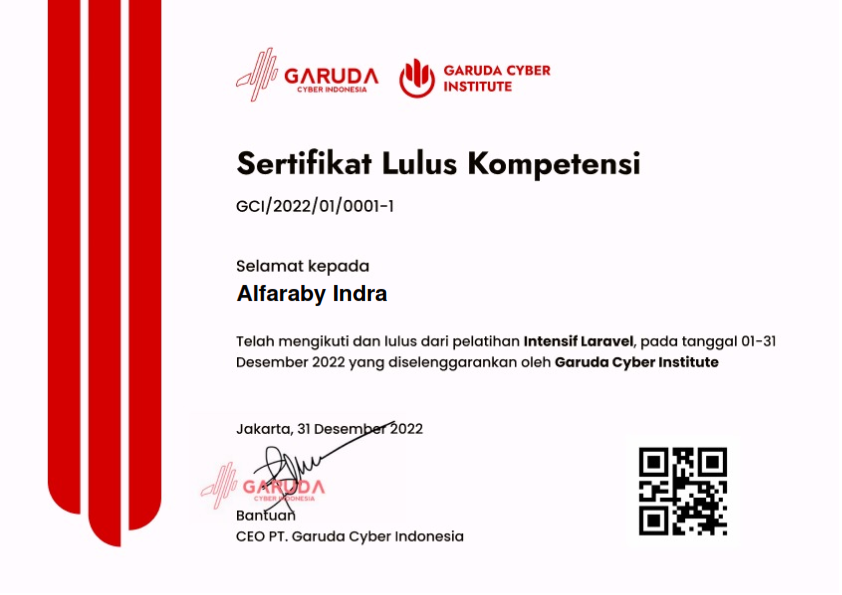 GARUDA
CYBER INDONESIA
GARUDA CYBER
INSTITUTE
Sertifikat Lulus Kompetensi
GCI/2022/01/0001-1
Selamat kepada
Alfaraby Indra
Telah mengikuti dan lulus dari pelatihan Intensif Laravel, pada tanggal 01-31
Desember 2022 yang diselenggarankan oleh Garuda Cyber Institute
Jakarta, 31 Desember 2022
GARUDA
CYBER INDONESIA
Bantuan
CEO PT. Garuda Cyber Indonesia